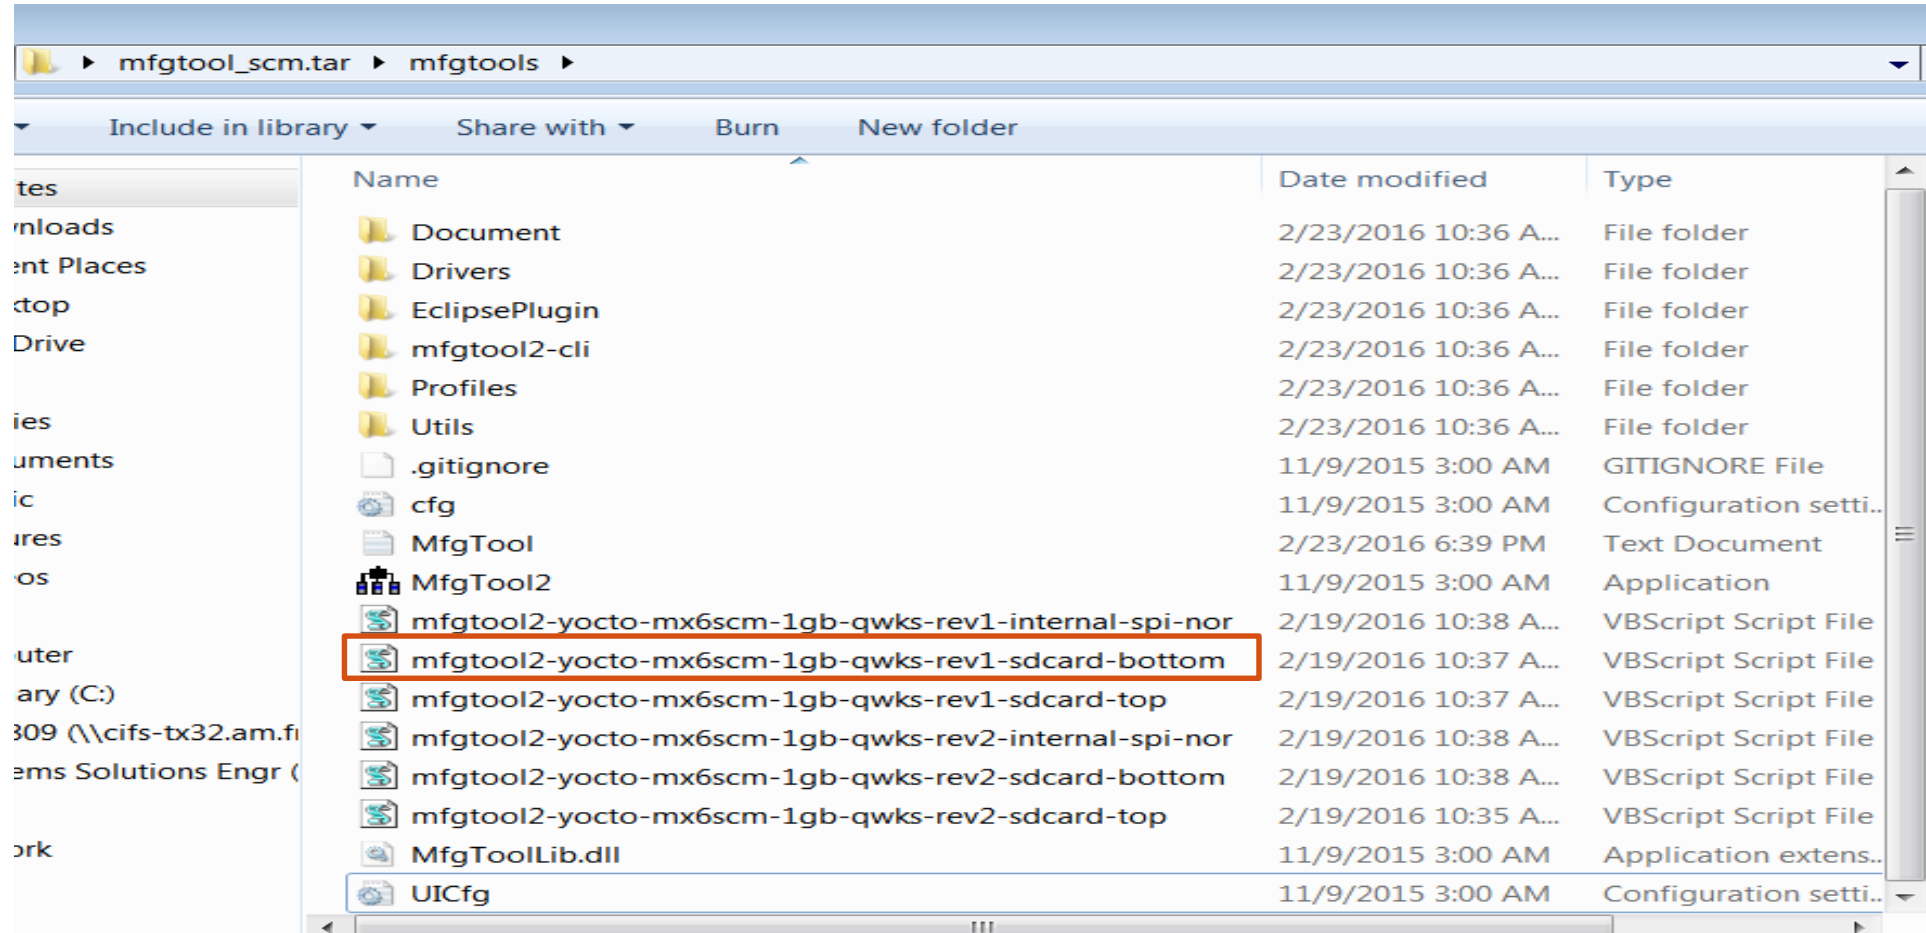 mfgtool_scm.tar mfgtools
Include in library Share with Burn New folder
Name Date modified Type
tes
nloads
ent Places
top
Drive
ies
uments
ic
ures
os
uter
ary (C:)
809 (\\cifs-tx32.am.f
ems Solutions Engr (
ork
Document 2/23/2016 10:36 A... File folder
Drivers 2/23/2016 10:36 A... File folder
EclipsePlugin 2/23/2016 10:36 A... File folder
mfgtool2-cli 2/23/2016 10:36 A... File folder
Profiles 2/23/2016 10:36 A... File folder
Utils 2/23/2016 10:36 A... File folder
.gitignore 11/9/2015 3:00 AM GITIGNORE File
cfg 11/9/2015 3:00 AM Configuration setti..
MfgTool 2/23/2016 6:39 PM Text Document
MfgTool2 11/9/2015 3:00 AM Application
mfgtool2-yocto-mx6scm-1gb-qwks-rev1-internal-spi-nor 2/19/2016 10:38 A... VBScript Script File
mfgtool2-yocto-mx6scm-1gb-qwks-rev1-sdcard-bottom 2/19/2016 10:37 A... VBScript Script File
mfgtool2-yocto-mx6scm-1gb-qwks-rev1-sdcard-top 2/19/2016 10:37 A... VBScript Script File
mfgtool2-yocto-mx6scm-1gb-qwks-rev2-internal-spi-nor 2/19/2016 10:38 A... VBScript Script File
mfgtool2-yocto-mx6scm-1gb-qwks-rev2-sdcard-bottom 2/19/2016 10:38 A... VBScript Script File
mfgtool2-yocto-mx6scm-1gb-qwks-rev2-sdcard-top 2/19/2016 10:35 A... VBScript Script File
MfgToolLib.dll 11/9/2015 3:00 AM Application extens..
UICfg 11/9/2015 3:00 AM Configuration setti..